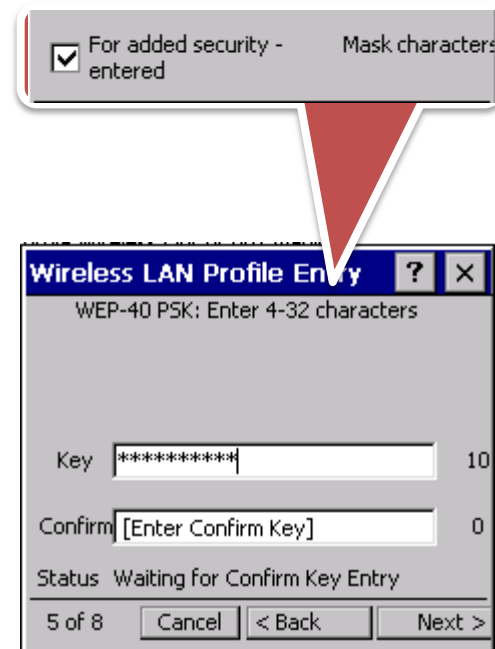 For added security - Mask characters
entered
Wireless LAN Profile Entry ? ×
WEP-40 PSK: Enter 4-32 characters
Key ********** 10
Confirm [Enter Confirm Key] 0
Status Waiting for Confirm Key Entry
5 of 8 Cancel < Back Next >